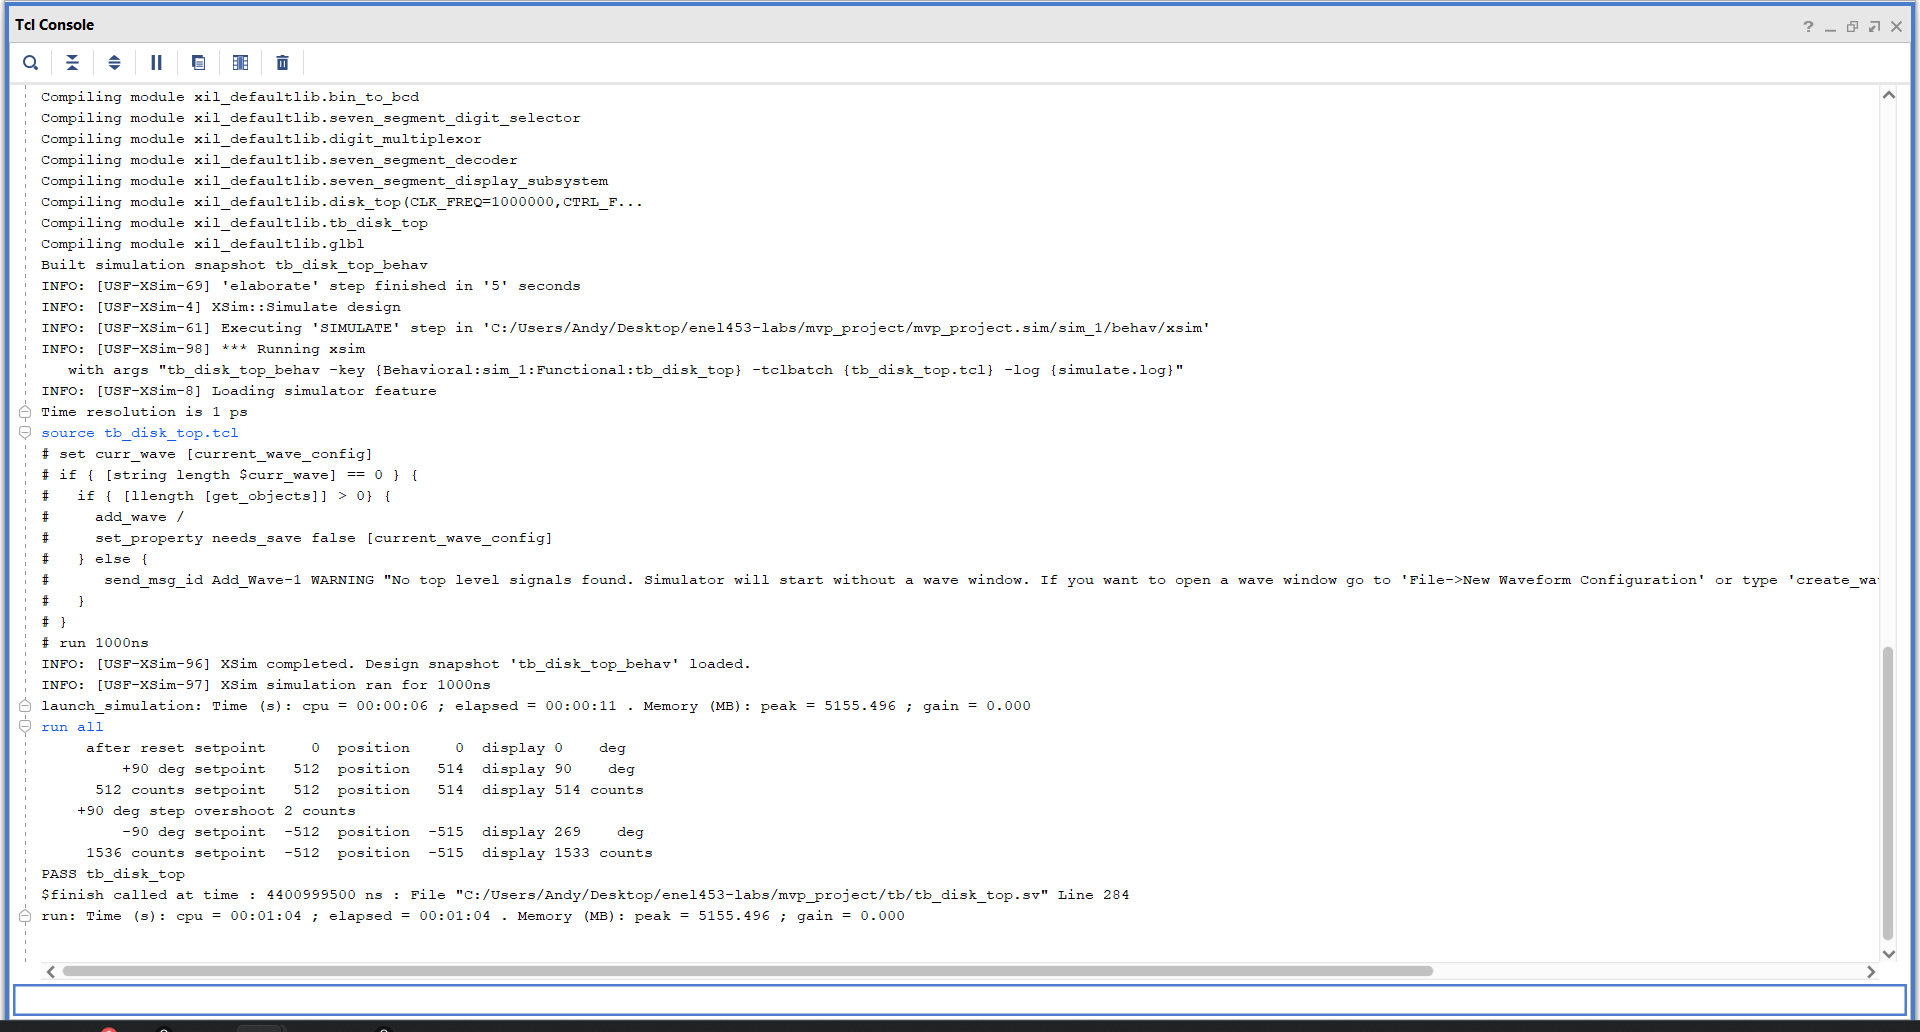 Tcl Console
Compiling module xil_defaultlib.bin_to_bcd
Compiling module xil_defaultlib.seven_segment_digit_selector
Compiling module xil_defaultlib.digit_multiplexor
Compiling module xil_defaultlib.seven_segment_decoder
Compiling module xil_defaultlib.seven_segment_display_subsystem
Compiling module xil_defaultlib.disk_top(CLK_FREQ=1000000,CTRL_F...
Compiling module xil_defaultlib.tb_disk_top
Compiling module xil_defaultlib.glbl
Built simulation snapshot tb_disk_top_behav
INFO: [USF-XSim-69] 'elaborate' step finished in '5' seconds
INFO: [USF-XSim-4] XSim::Simulate design
INFO: [USF-XSim-61] Executing 'SIMULATE' step in 'C:/Users/Andy/Desktop/enel453-labs/mvp_project/mvp_project.sim/sim_1/behav/xsim'
INFO: [USF-XSim-98] *** Running xsim
   with args "tb_disk_top_behav -key {Behavioral:sim_1:Functional:tb_disk_top} -tclbatch {tb_disk_top.tcl} -log {simulate.log}"
INFO: [USF-XSim-8] Loading simulator feature
Time resolution is 1 ps
source tb_disk_top.tcl
# set curr_wave [current_wave_config]
# if { [string length $curr_wave] == 0 } {
#   if { [llength [get_objects]] > 0} {
#     add_wave /
#     set_property needs_save false [current_wave_config]
#   } else {
#      send_msg_id Add_Wave-1 WARNING "No top level signals found. Simulator will start without a wave window. If you want to open a wave window go to 'File->New Waveform Configuration' or type 'create_wa
#   }
# }
# run 1000ns
INFO: [USF-XSim-96] XSim completed. Design snapshot 'tb_disk_top_behav' loaded.
INFO: [USF-XSim-97] XSim simulation ran for 1000ns
launch_simulation: Time (s): cpu = 00:00:06 ; elapsed = 00:00:11 . Memory (MB): peak = 5155.496 ; gain = 0.000
run all
     after reset setpoint     0  position     0  display 0    deg
         +90 deg setpoint   512  position   514  display 90    deg
      512 counts setpoint   512  position   514  display 514 counts
    +90 deg step overshoot 2 counts
         -90 deg setpoint  -512  position  -515  display 269    deg
     1536 counts setpoint  -512  position  -515  display 1533 counts
PASS tb_disk_top
$finish called at time : 4400999500 ns : File "C:/Users/Andy/Desktop/enel453-labs/mvp_project/tb/tb_disk_top.sv" Line 284
run: Time (s): cpu = 00:01:04 ; elapsed = 00:01:04 . Memory (MB): peak = 5155.496 ; gain = 0.000